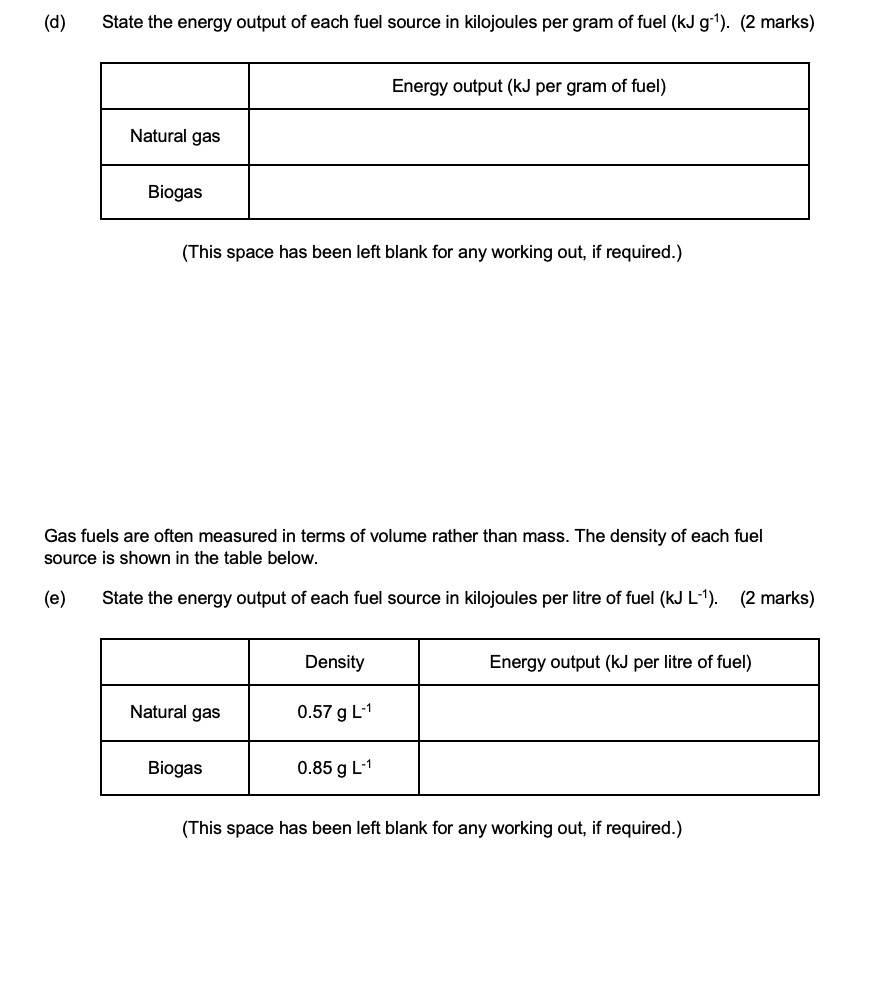 (d) State the energy output of each fuel source in kilojoules per gram of fuel (kJ g⁻¹). (2 marks)
Energy output (kJ per gram of fuel)
Natural gas
Biogas
(This space has been left blank for any working out, if required.)
Gas fuels are often measured in terms of volume rather than mass. The density of each fuel
source is shown in the table below.
(e) State the energy output of each fuel source in kilojoules per litre of fuel (kJ L⁻¹). (2 marks)
Density Energy output (kJ per litre of fuel)
Natural gas 0.57 g L⁻¹
Biogas 0.85 g L⁻¹
(This space has been left blank for any working out, if required.)